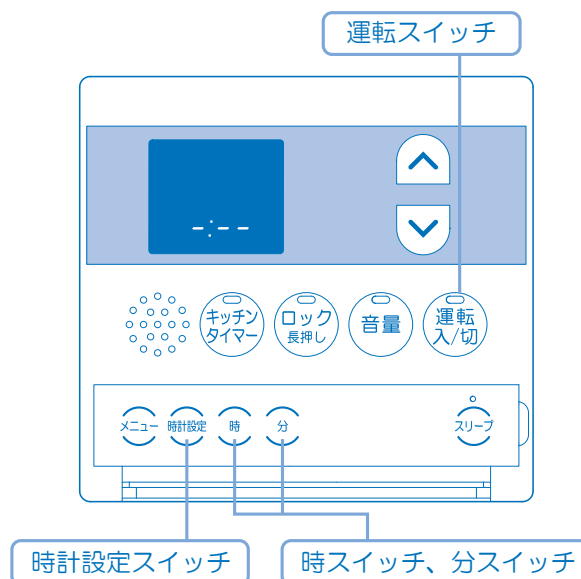 運転スイッチ
-:--
キッチン
タイマー
ロック
長押し
音量
運転
入/切
メニュー
時計設定
時
分
スリープ
時計設定スイッチ
時スイッチ、分スイッチ